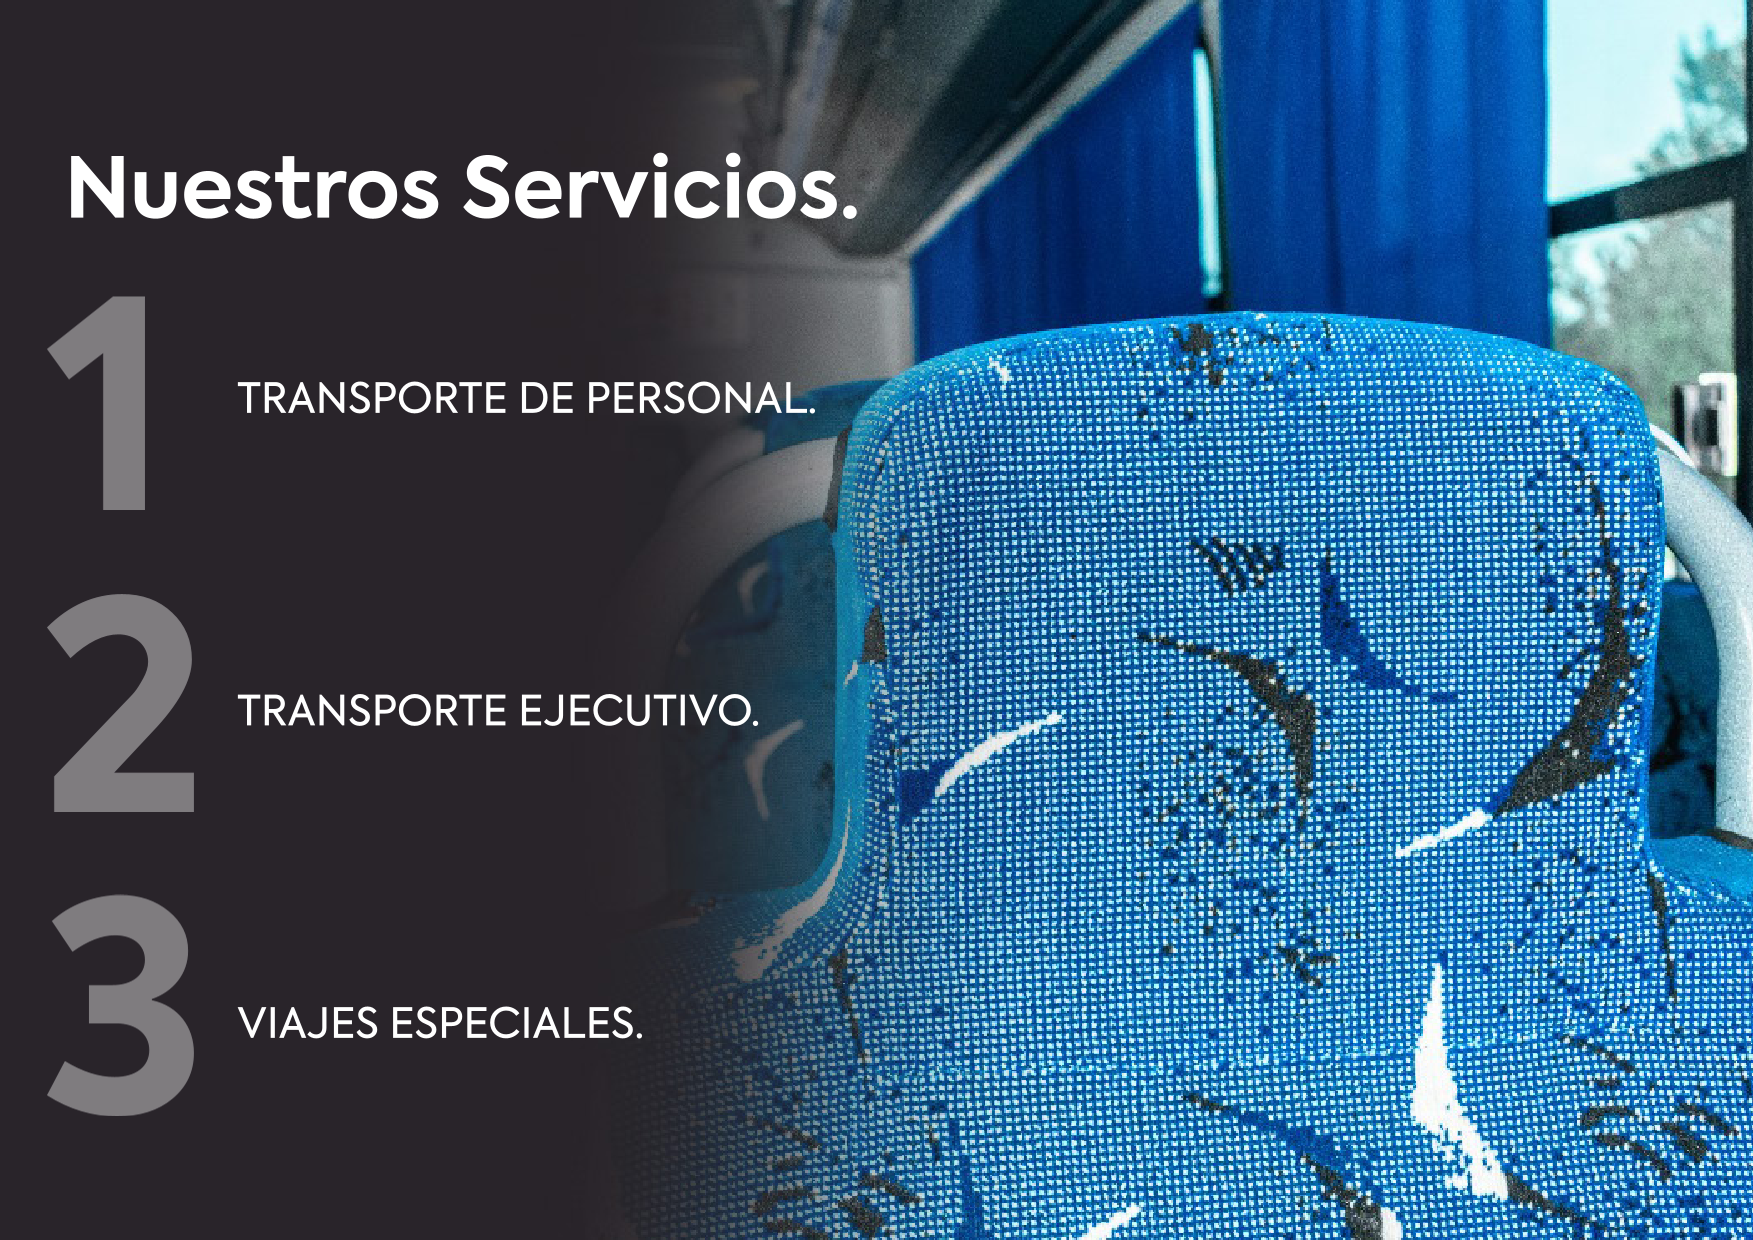 Nuestros Servicios.
1
TRANSPORTE DE PERSONAL.
2
TRANSPORTE EJECUTIVO.
3
VIAJES ESPECIALES.